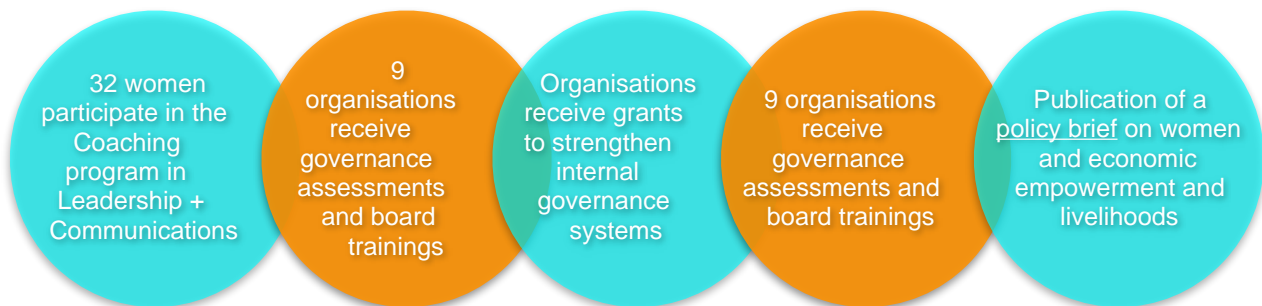 32 women
participate in the
Coaching
program in
Leadership +
Communications
9
organisations
receive
governance
assessments
and board
trainings
Organisations
receive grants
to strengthen
internal
governance
systems
9 organisations
receive
governance
assessments and
board trainings
Publication of a
policy brief on women
and economic
empowerment and
livelihoods